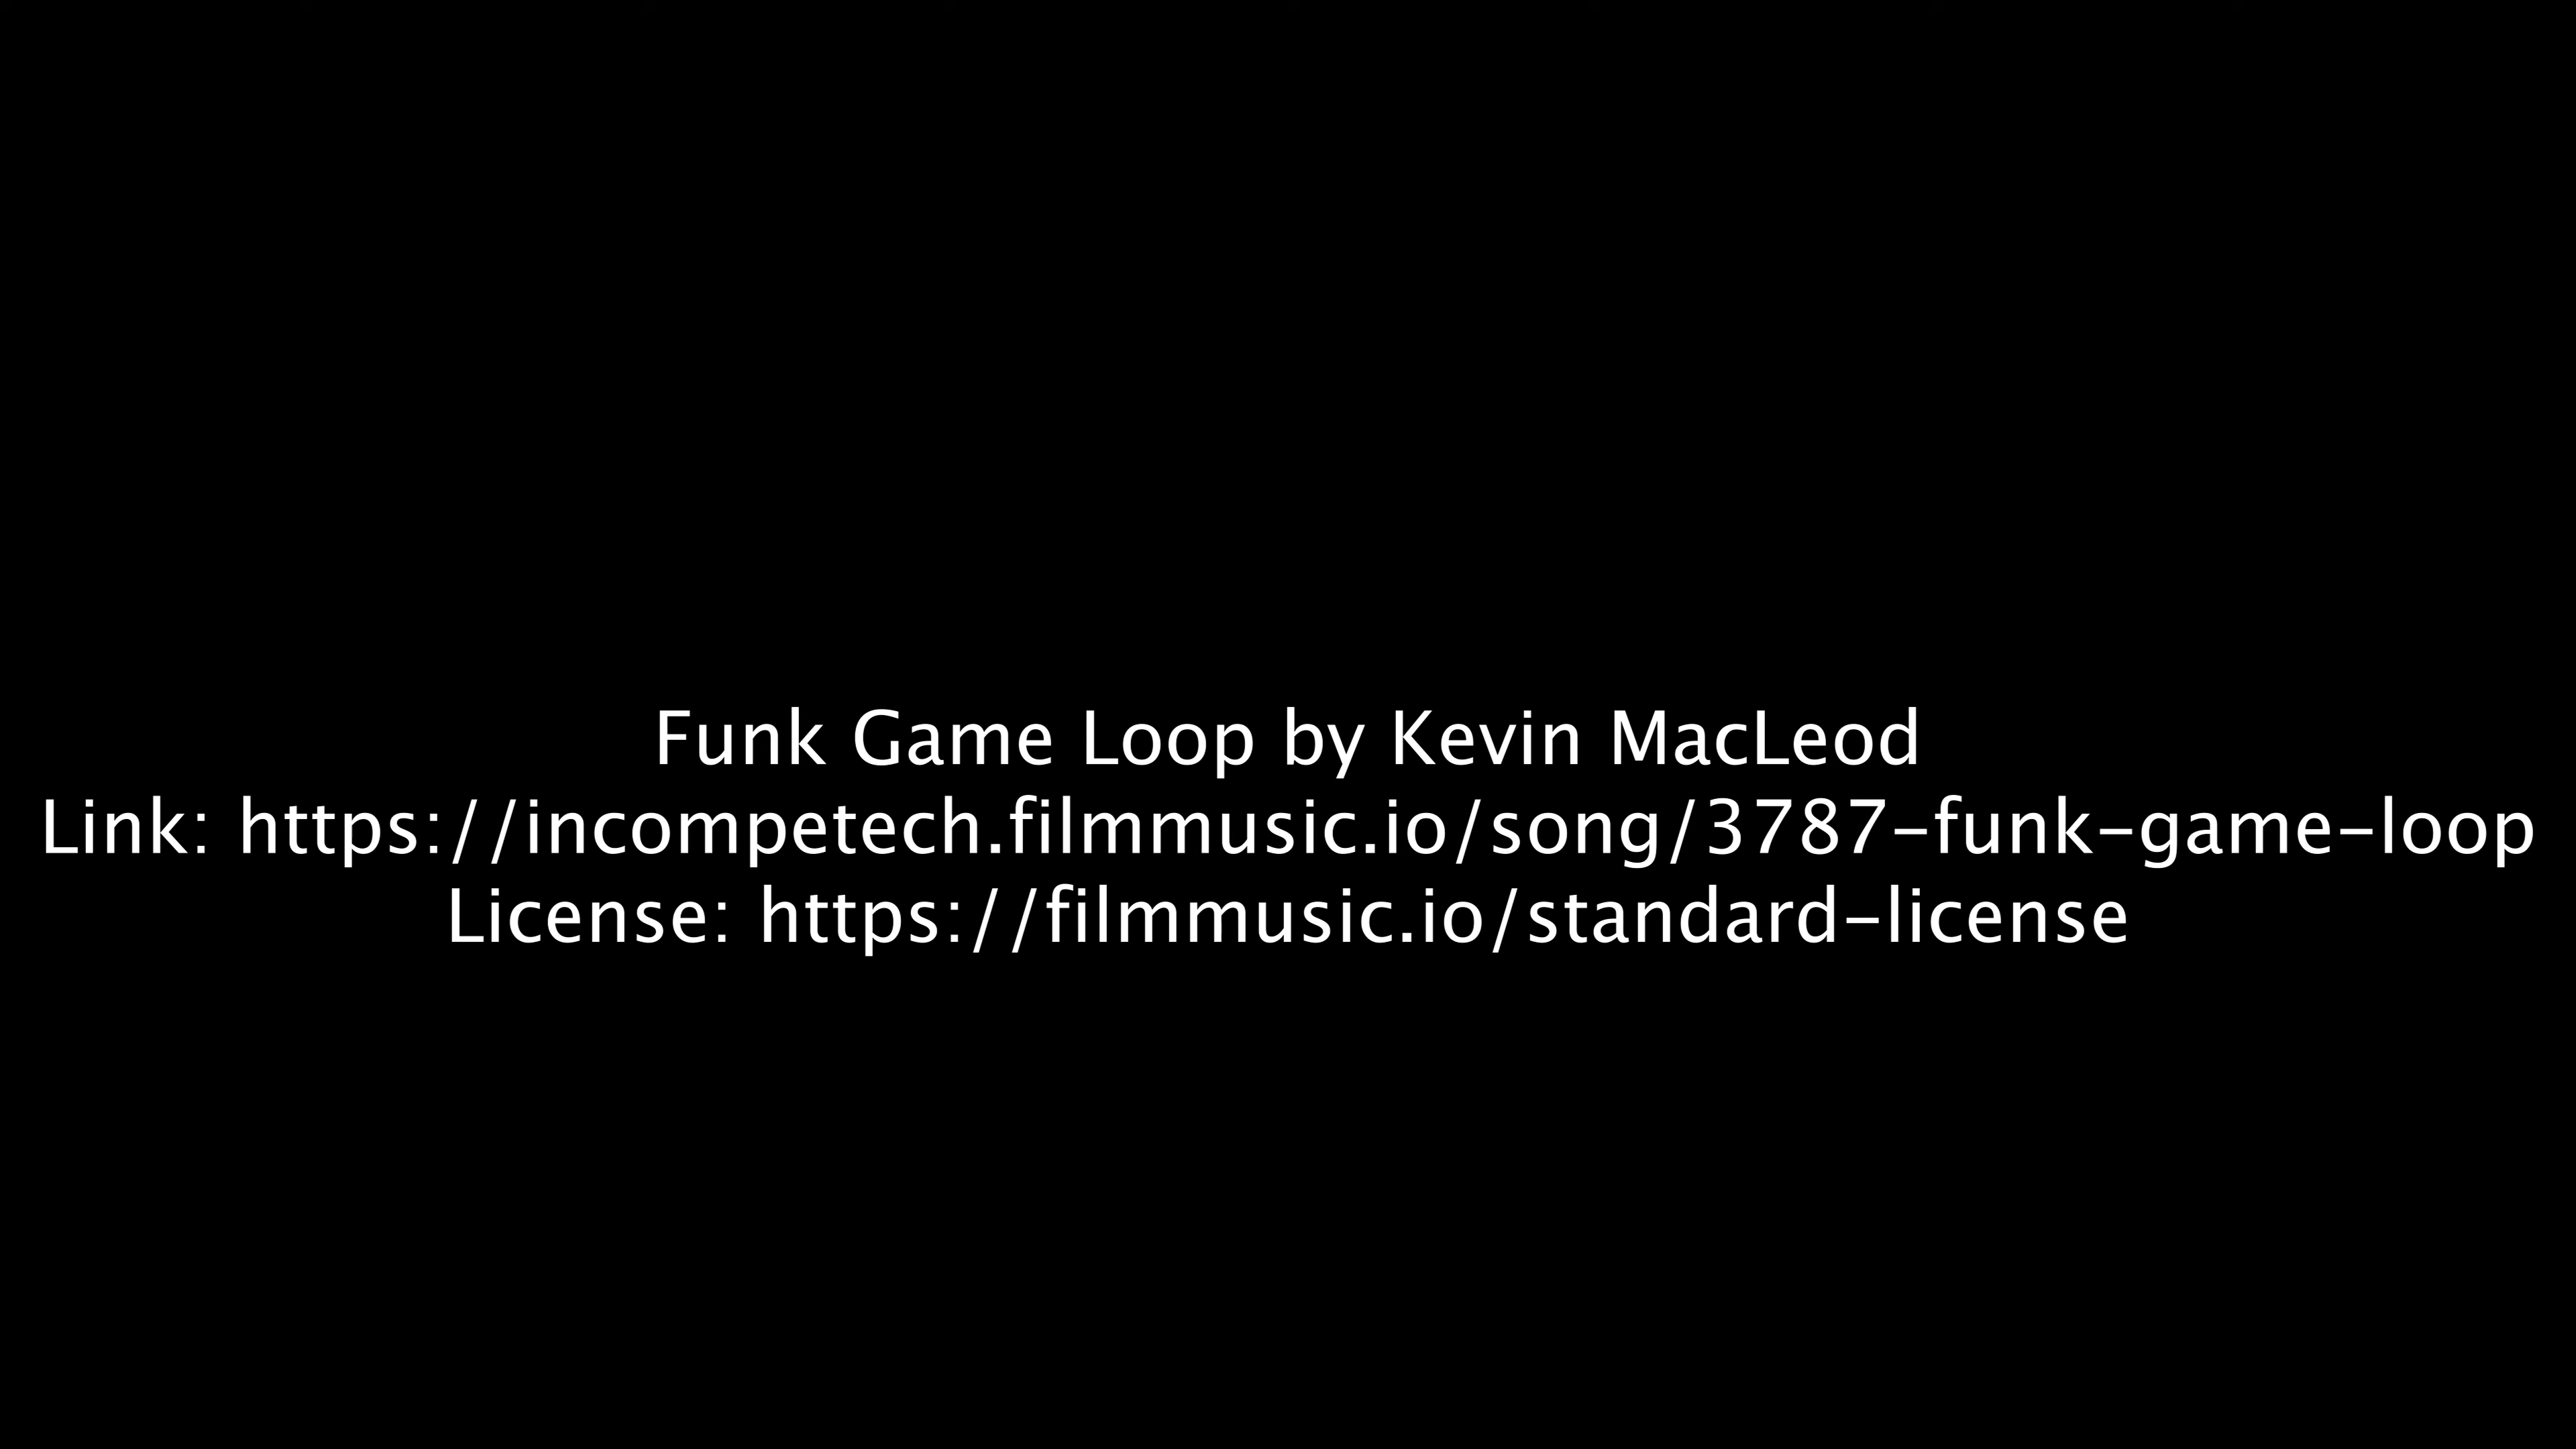 Funk Game Loop by Kevin MacLeod
Link: https://incompetech.filmmusic.io/song/3787-funk-game-loop
License: https://filmmusic.io/standard-license